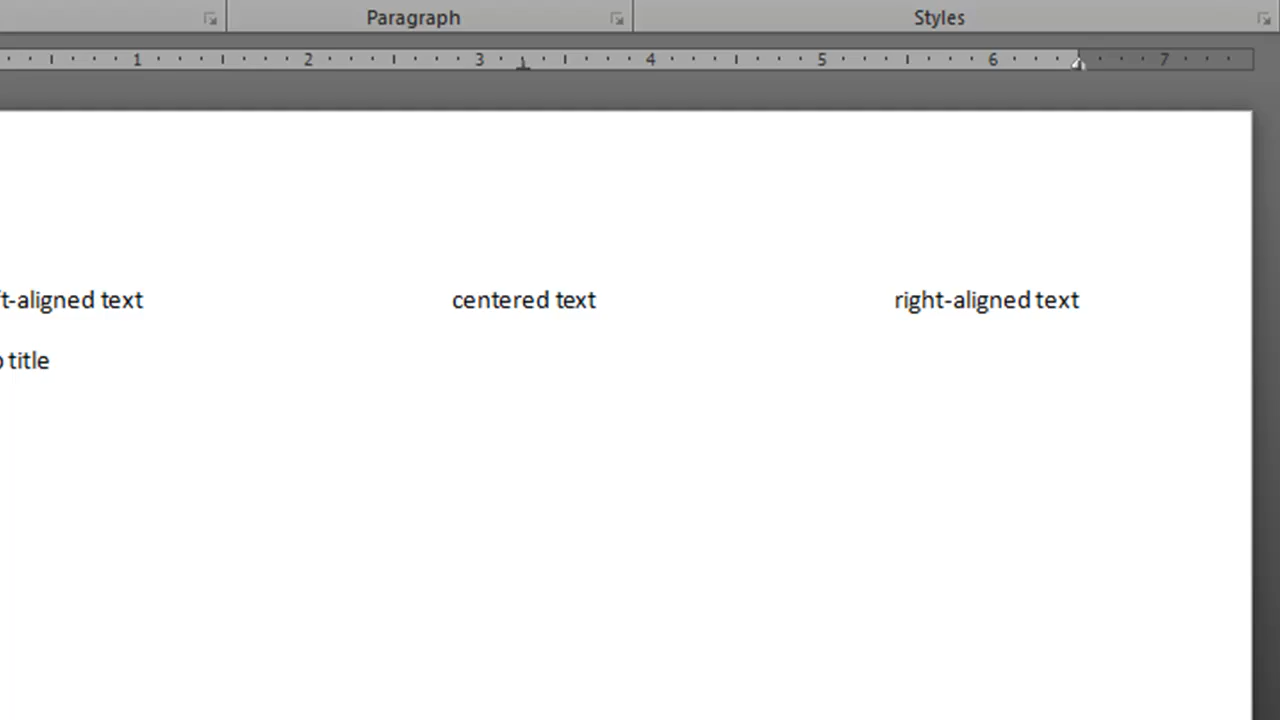 Paragraph Styles
1 2 3 4 5 6 7
t-aligned text centered text right-aligned text
title